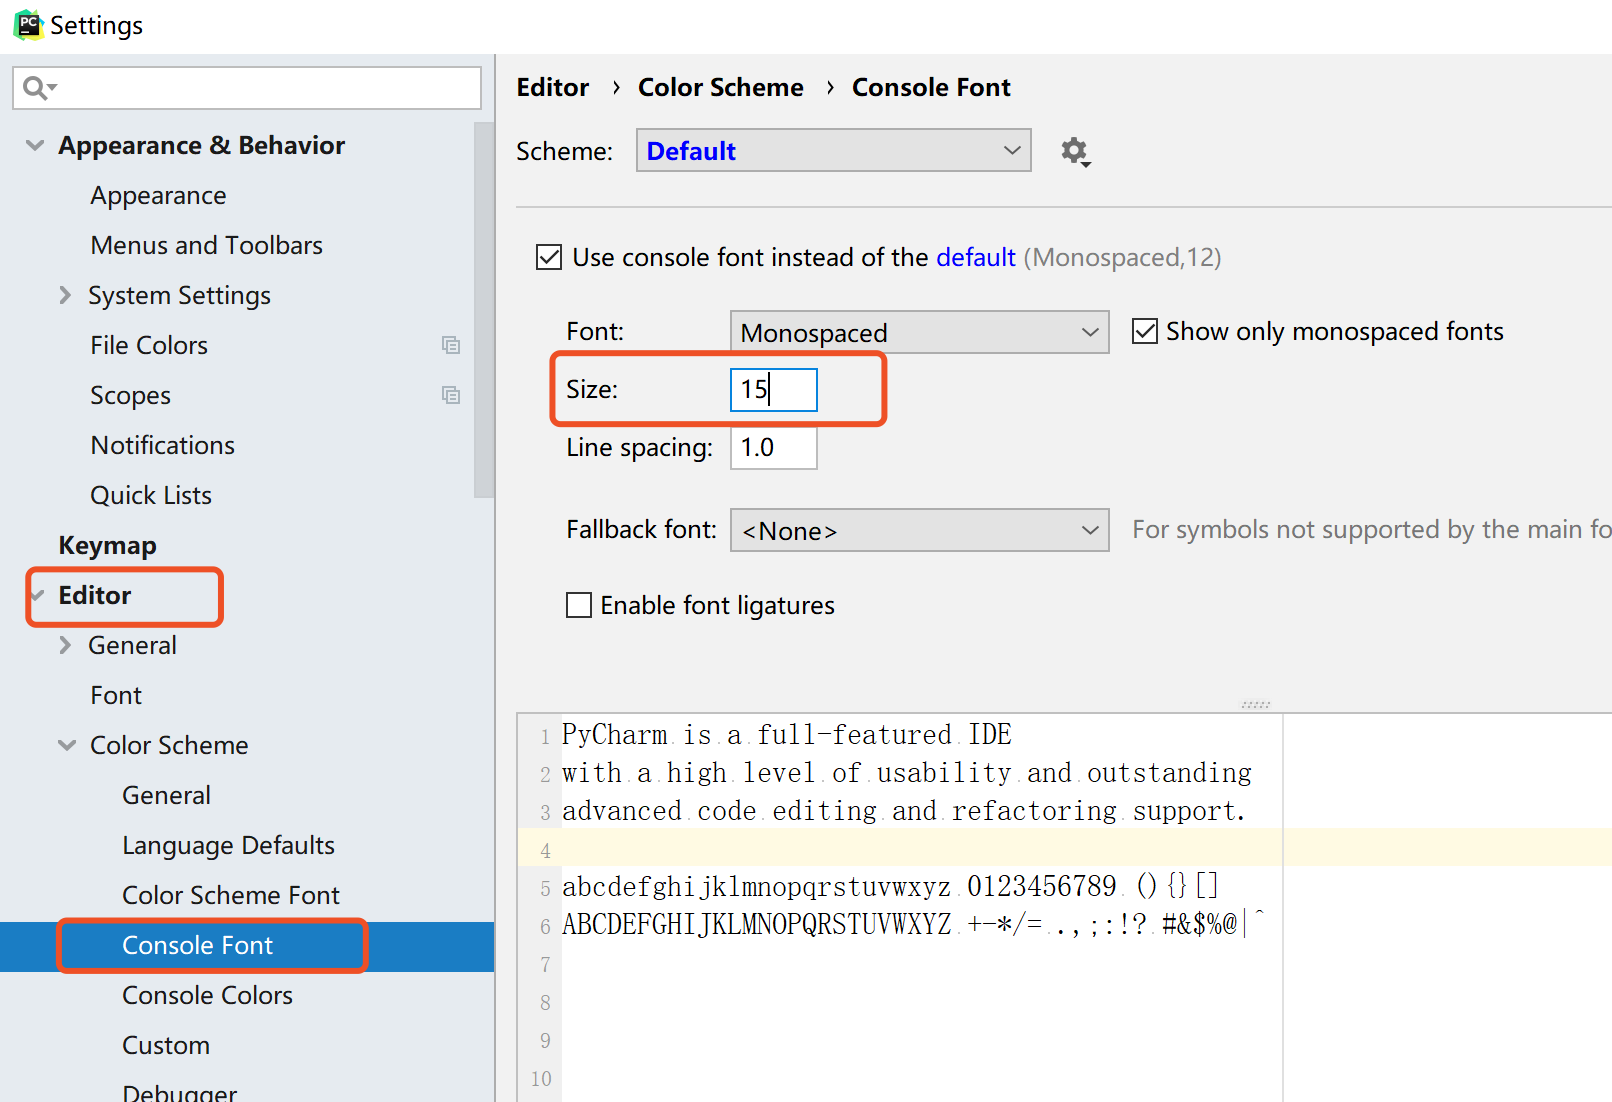 PC Settings
Appearance & Behavior
Appearance
Menus and Toolbars
System Settings
File Colors
Scopes
Notifications
Quick Lists
Keymap
Editor
General
Font
Color Scheme
General
Language Defaults
Color Scheme Font
Console Font
Console Colors
Custom
Debugger
Editor › Color Scheme › Console Font
Scheme: Default
Use console font instead of the default (Monospaced,12)
Font: Monospaced Show only monospaced fonts
Size: 15
Line spacing: 1.0
Fallback font: <None> For symbols not supported by the main fo
Enable font ligatures
1 PyCharm is a full-featured IDE
2 with a high level of usability and outstanding
3 advanced code editing and refactoring support.
4
5 abcdefghijklmnopqrstuvwxyz 0123456789 (){}[]
6 ABCDEFGHIJKLMNOPQRSTUVWXYZ +-*/= .,;:!? #&$%@|^
7
8
9
10